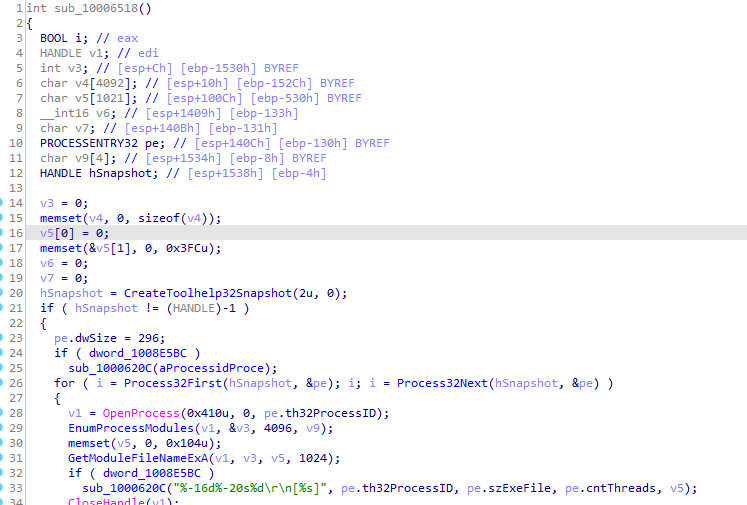 1 int sub_10006518()
2 {
3 BOOL i; // eax
4 HANDLE v1; // edi
5 int v3; // [esp+Ch] [ebp-1530h] BYREF
6 char v4[4092]; // [esp+10h] [ebp-152Ch] BYREF
7 char v5[1021]; // [esp+100Ch] [ebp-530h] BYREF
8 __int16 v6; // [esp+1409h] [ebp-133h]
9 char v7; // [esp+140Bh] [ebp-131h]
10 PROCESSENTRY32 pe; // [esp+140Ch] [ebp-130h] BYREF
11 char v9[4]; // [esp+1534h] [ebp-8h] BYREF
12 HANDLE hSnapshot; // [esp+1538h] [ebp-4h]
13
14 v3 = 0;
15 memset(v4, 0, sizeof(v4));
16 v5[0] = 0;
17 memset(&v5[1], 0, 0x3FCu);
18 v6 = 0;
19 v7 = 0;
20 hSnapshot = CreateToolhelp32Snapshot(2u, 0);
21 if ( hSnapshot != (HANDLE)-1 )
22 {
23 pe.dwSize = 296;
24 if ( dword_1008E5BC )
25 sub_1000620C(aProcessidProce);
26 for ( i = Process32First(hSnapshot, &pe); i; i = Process32Next(hSnapshot, &pe) )
27 {
28 v1 = OpenProcess(0x410u, 0, pe.th32ProcessID);
29 EnumProcessModules(v1, &v3, 4096, v9);
30 memset(v5, 0, 0x104u);
31 GetModuleFileNameExA(v1, v3, v5, 1024);
32 if ( dword_1008E5BC )
33 sub_1000620C("%-16d%-20s%d\r\n[%s]", pe.th32ProcessID, pe.szExeFile, pe.cntThreads, v5);
34 CloseHandle(v1);